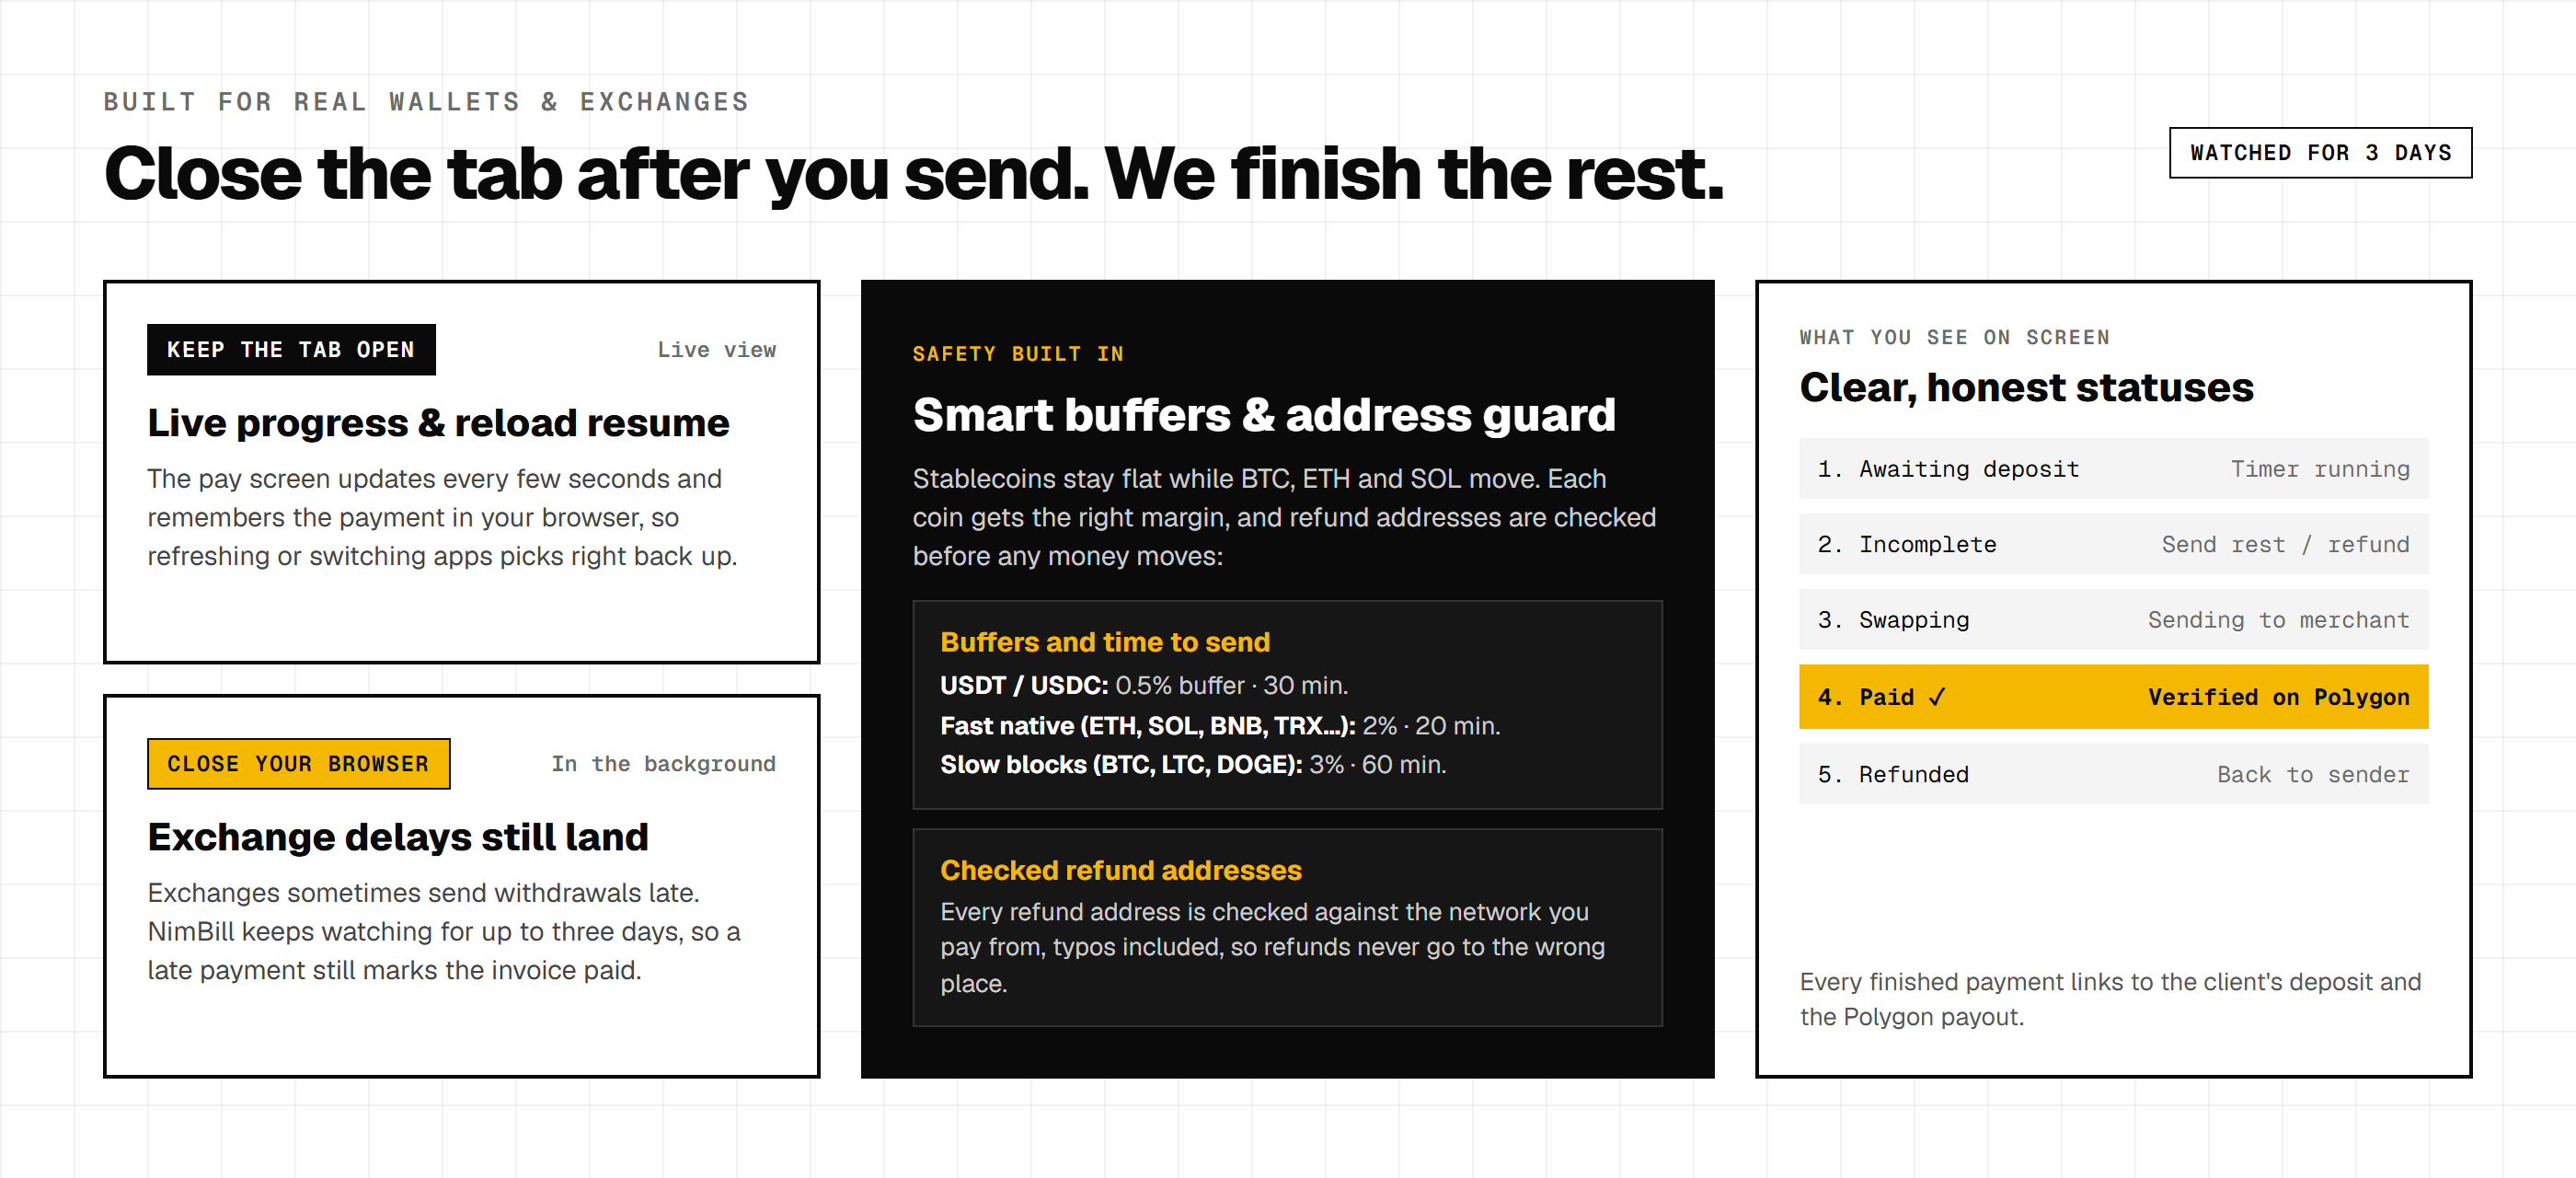 BUILT FOR REAL WALLETS & EXCHANGES
Close the tab after you send. We finish the rest.
WATCHED FOR 3 DAYS
KEEP THE TAB OPEN
Live view
Live progress & reload resume
The pay screen updates every few seconds and
remembers the payment in your browser, so
refreshing or switching apps picks right back up.
CLOSE YOUR BROWSER
In the background
Exchange delays still land
Exchanges sometimes send withdrawals late.
NimBill keeps watching for up to three days, so a
late payment still marks the invoice paid.
SAFETY BUILT IN
Smart buffers & address guard
Stablecoins stay flat while BTC, ETH and SOL move. Each
coin gets the right margin, and refund addresses are checked
before any money moves:
Buffers and time to send
USDT / USDC: 0.5% buffer · 30 min.
Fast native (ETH, SOL, BNB, TRX...): 2% · 20 min.
Slow blocks (BTC, LTC, DOGE): 3% · 60 min.
Checked refund addresses
Every refund address is checked against the network you
pay from, typos included, so refunds never go to the wrong
place.
WHAT YOU SEE ON SCREEN
Clear, honest statuses
1. Awaiting deposit Timer running
2. Incomplete Send rest / refund
3. Swapping Sending to merchant
4. Paid ✓ Verified on Polygon
5. Refunded Back to sender
Every finished payment links to the client's deposit and
the Polygon payout.